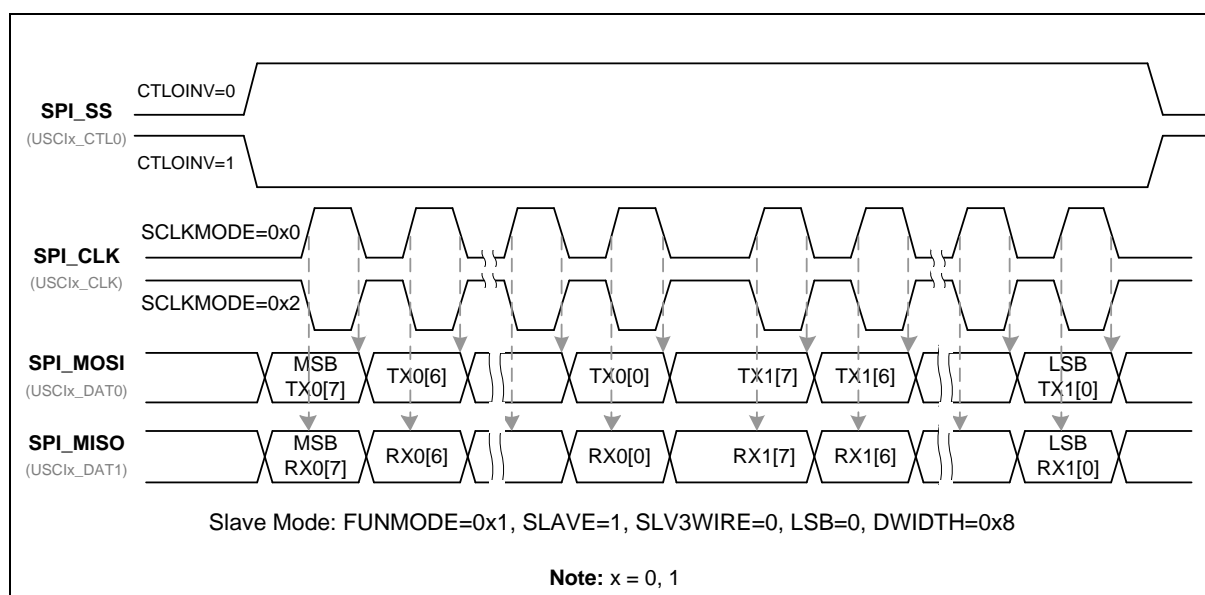 CTLOINV=0
SPI_SS
(USCIx_CTL0)
CTLOINV=1
SCLKMODE=0x0
SPI_CLK
(USCIx_CLK)
SCLKMODE=0x2
SPI_MOSI
(USCIx_DAT0)
MSB
TX0[7]
TX0[6]
TX0[0]
TX1[7]
TX1[6]
LSB
TX1[0]
SPI_MISO
(USCIx_DAT1)
MSB
RX0[7]
RX0[6]
RX0[0]
RX1[7]
RX1[6]
LSB
RX1[0]
Slave Mode: FUNMODE=0x1, SLAVE=1, SLV3WIRE=0, LSB=0, DWIDTH=0x8
Note: x = 0, 1